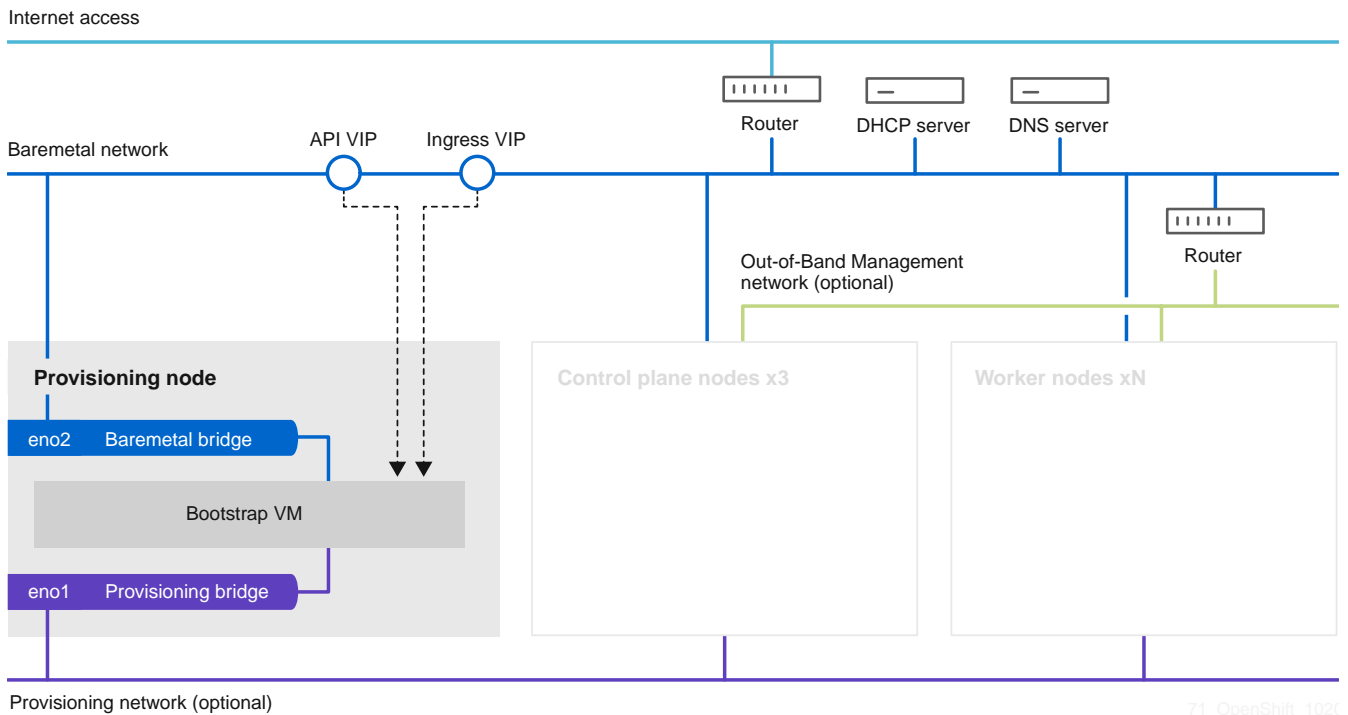 Internet access
Router
DHCP server
DNS server
Baremetal network
API VIP
Ingress VIP
Router
Out-of-Band Management
network (optional)
Provisioning node
Control plane nodes x3
Worker nodes xN
eno2
Baremetal bridge
Bootstrap VM
eno1
Provisioning bridge
Provisioning network (optional)
71_OpenShift_1020